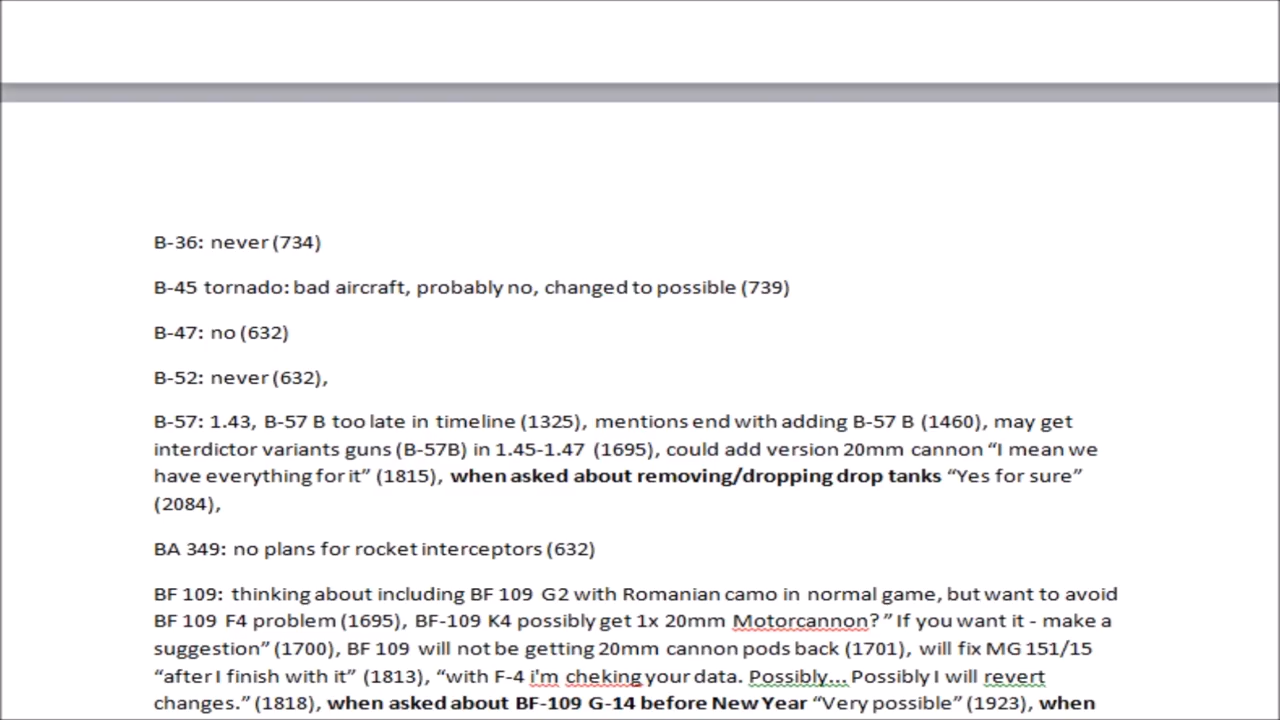 B-36: never (734)
B-45 tornado: bad aircraft, probably no, changed to possible (739)
B-47: no (632)
B-52: never (632),
B-57: 1.43, B-57 B too late in timeline (1325), mentions end with adding B-57 B (1460), may get
interdictor variants guns (B-57B) in 1.45-1.47 (1695), could add version 20mm cannon “I mean we
have everything for it” (1815), when asked about removing/dropping drop tanks “Yes for sure”
(2084),
BA 349: no plans for rocket interceptors (632)
BF 109: thinking about including BF 109 G2 with Romanian camo in normal game, but want to avoid
BF 109 F4 problem (1695), BF-109 K4 possibly get 1x 20mm Motorcannon? ” If you want it - make a
suggestion” (1700), BF 109 will not be getting 20mm cannon pods back (1701), will fix MG 151/15
“after I finish with it” (1813), “with F-4 i'm cheking your data. Possibly... Possibly I will revert
changes.” (1818), when asked about BF-109 G-14 before New Year “Very possible” (1923), when